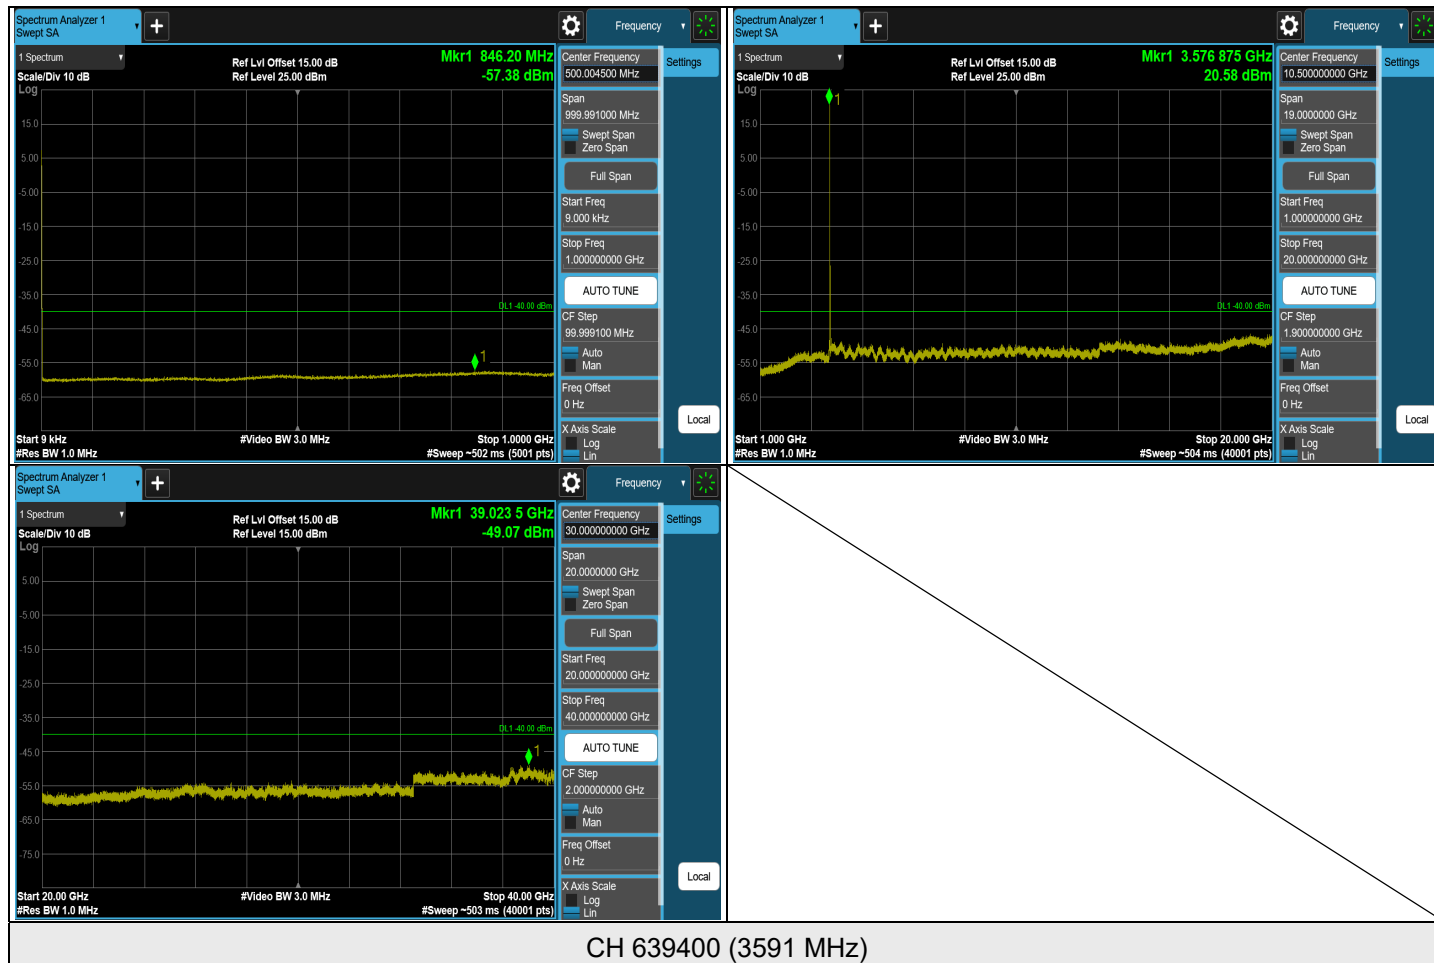 Spectrum Analyzer 1
Swept SA
+
Frequency
1 Spectrum
Scale/Div 10 dB
Log
Ref Lvl Offset 15.00 dB
Ref Level 25.00 dBm
Mkr1 846.20 MHz
-57.38 dBm
15.0
5.00
-5.00
-15.0
-25.0
-35.0
-45.0
-55.0
-65.0
DL1 -40.00 dBm
1
Start 9 kHz
#Res BW 1.0 MHz
#Video BW 3.0 MHz
Stop 1.0000 GHz
#Sweep ~502 ms (5001 pts)
Center Frequency
500.004500 MHz
Span
999.991000 MHz
Swept Span
Zero Span
Full Span
Start Freq
9.000 kHz
Stop Freq
1.000000000 GHz
AUTO TUNE
CF Step
99.999100 MHz
Auto
Man
Freq Offset
0 Hz
X Axis Scale
Log
Lin
Settings
Local
Spectrum Analyzer 1
Swept SA
+
Frequency
1 Spectrum
Scale/Div 10 dB
Log
Ref Lvl Offset 15.00 dB
Ref Level 25.00 dBm
Mkr1 3.576 875 GHz
20.58 dBm
15.0
5.00
-5.00
-15.0
-25.0
-35.0
-45.0
-55.0
-65.0
DL1 -40.00 dBm
1
Start 1.000 GHz
#Res BW 1.0 MHz
#Video BW 3.0 MHz
Stop 20.000 GHz
#Sweep ~504 ms (40001 pts)
Center Frequency
10.500000000 GHz
Span
19.0000000 GHz
Swept Span
Zero Span
Full Span
Start Freq
1.000000000 GHz
Stop Freq
20.000000000 GHz
AUTO TUNE
CF Step
1.900000000 GHz
Auto
Man
Freq Offset
0 Hz
X Axis Scale
Log
Lin
Settings
Local
Spectrum Analyzer 1
Swept SA
+
Frequency
1 Spectrum
Scale/Div 10 dB
Log
Ref Lvl Offset 15.00 dB
Ref Level 15.00 dBm
Mkr1 39.023 5 GHz
-49.07 dBm
5.00
-5.00
-15.0
-25.0
-35.0
-45.0
-55.0
-65.0
-75.0
DL1 -40.00 dBm
1
Start 20.00 GHz
#Res BW 1.0 MHz
#Video BW 3.0 MHz
Stop 40.00 GHz
#Sweep ~503 ms (40001 pts)
Center Frequency
30.000000000 GHz
Span
20.0000000 GHz
Swept Span
Zero Span
Full Span
Start Freq
20.000000000 GHz
Stop Freq
40.000000000 GHz
AUTO TUNE
CF Step
2.000000000 GHz
Auto
Man
Freq Offset
0 Hz
X Axis Scale
Log
Lin
Settings
Local
CH 639400 (3591 MHz)